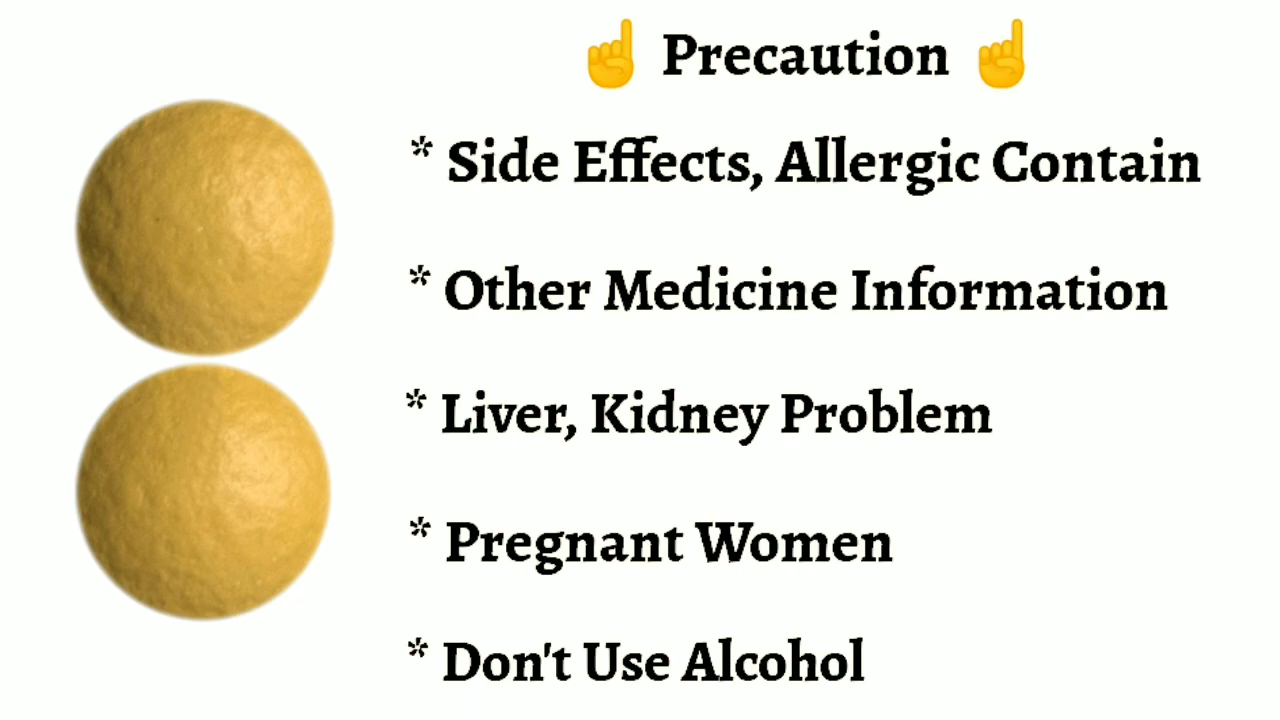 ☝ Precaution ☝
* Side Effects, Allergic Contain
* Other Medicine Information
* Liver, Kidney Problem
* Pregnant Women
* Don't Use Alcohol